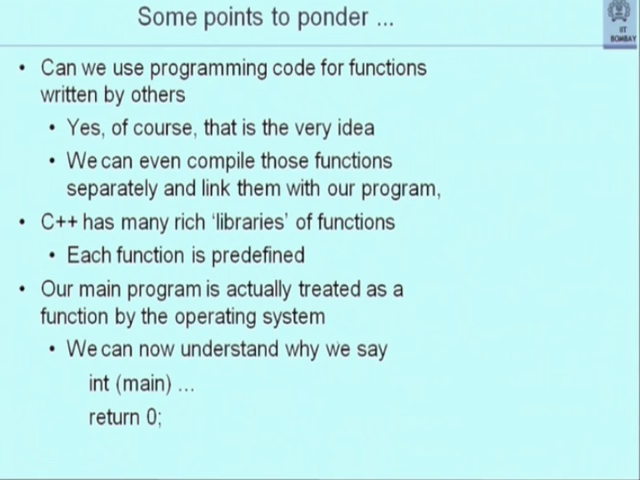 Some points to ponder ...
IIT
BOMBAY
• Can we use programming code for functions
written by others
• Yes, of course, that is the very idea
• We can even compile those functions
separately and link them with our program,
• C++ has many rich ‘libraries’ of functions
• Each function is predefined
• Our main program is actually treated as a
function by the operating system
• We can now understand why we say
int (main) ...
return 0;